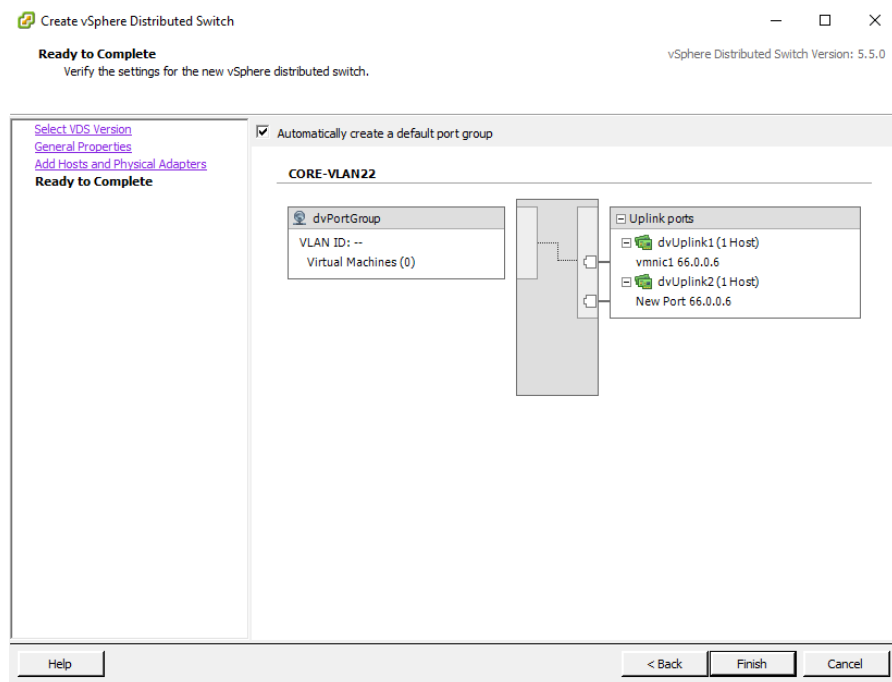 Create vSphere Distributed Switch
Ready to Complete
Verify the settings for the new vSphere distributed switch.
vSphere Distributed Switch Version: 5.5.0
Select VDS Version
General Properties
Add Hosts and Physical Adapters
Ready to Complete
Automatically create a default port group
CORE-VLAN22
dvPortGroup
VLAN ID: --
Virtual Machines (0)
Uplink ports
dvUplink1 (1 Host)
vmnic1 66.0.0.6
dvUplink2 (1 Host)
New Port 66.0.0.6
Help
< Back
Finish
Cancel